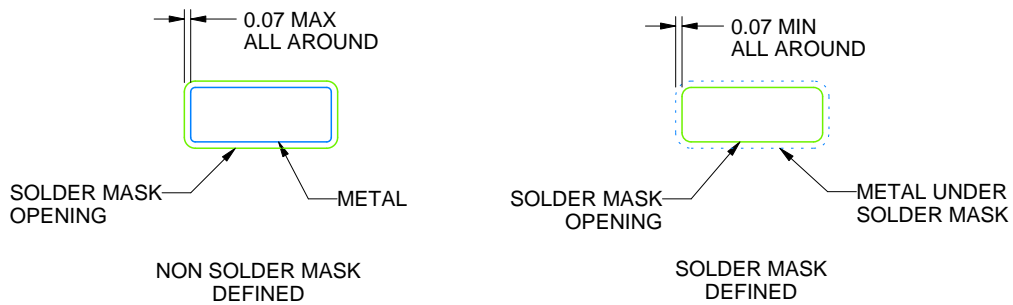 0.07 MAX
ALL AROUND
SOLDER MASK
OPENING
METAL
NON SOLDER MASK
DEFINED
0.07 MIN
ALL AROUND
SOLDER MASK
OPENING
METAL UNDER
SOLDER MASK
SOLDER MASK
DEFINED